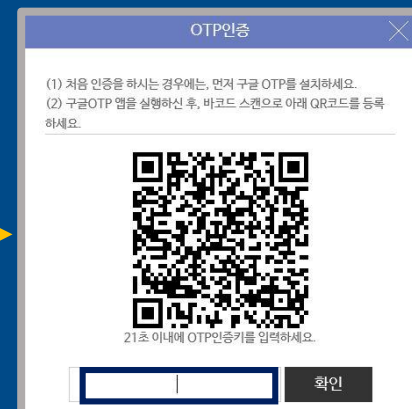 OTP인증
(1) 처음 인증을 하시는 경우에는, 먼저 구글 OTP를 설치하세요.
(2) 구글OTP 앱을 실행하신 후, 바코드 스캔으로 아래 QR코드를 등록
하세요.
21초 이내에 OTP인증키를 입력하세요.
확인